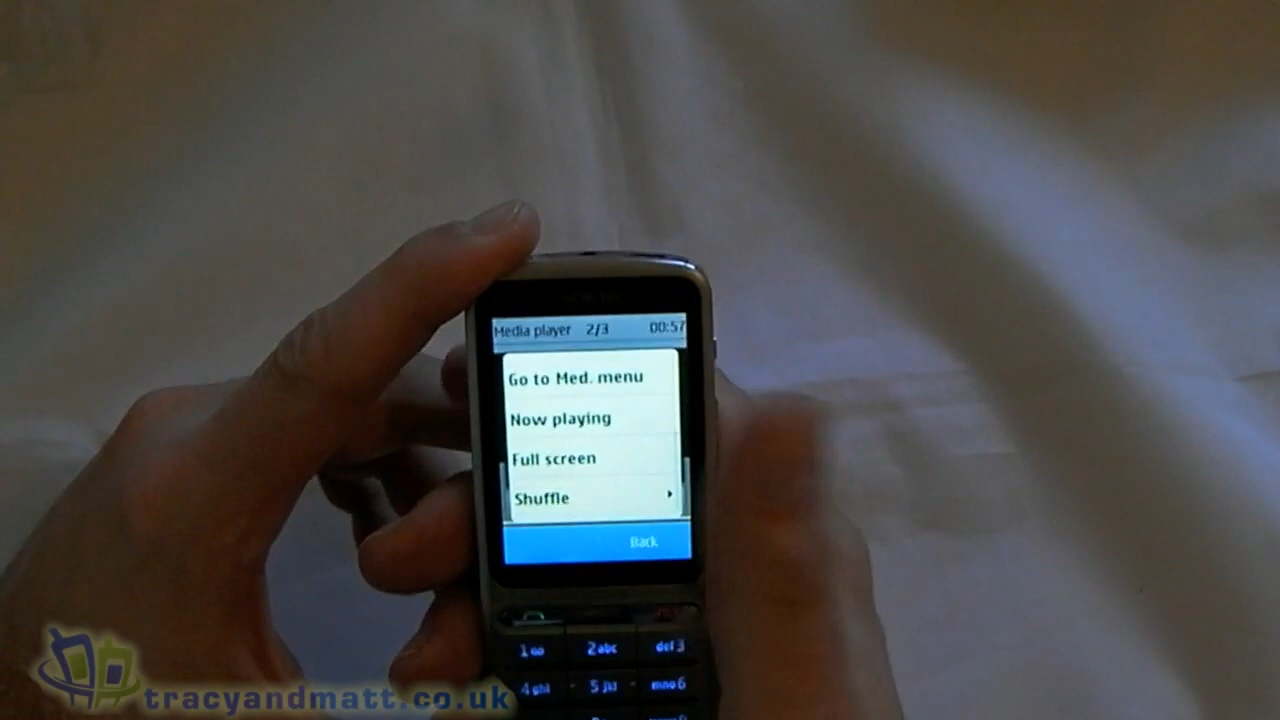 Media player 2/3 00:57
Go to Med. menu
Now playing
Full screen
Shuffle
Back
1 2abc def3
4ghi 5jkl mno6
tracyandmatt.co.uk